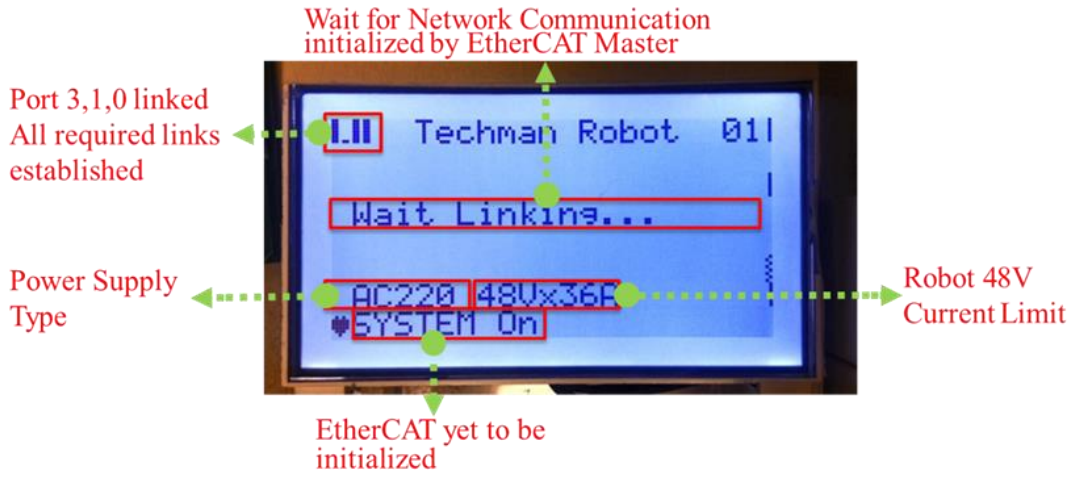 Wait for Network Communication
initialized by EtherCAT Master
Port 3,1,0 linked
All required links
established
Techman Robot 01
Wait Linking...
Power Supply
Type
AC220 48Vx36A
SYSTEM On
Robot 48V
Current Limit
EtherCAT yet to be
initialized